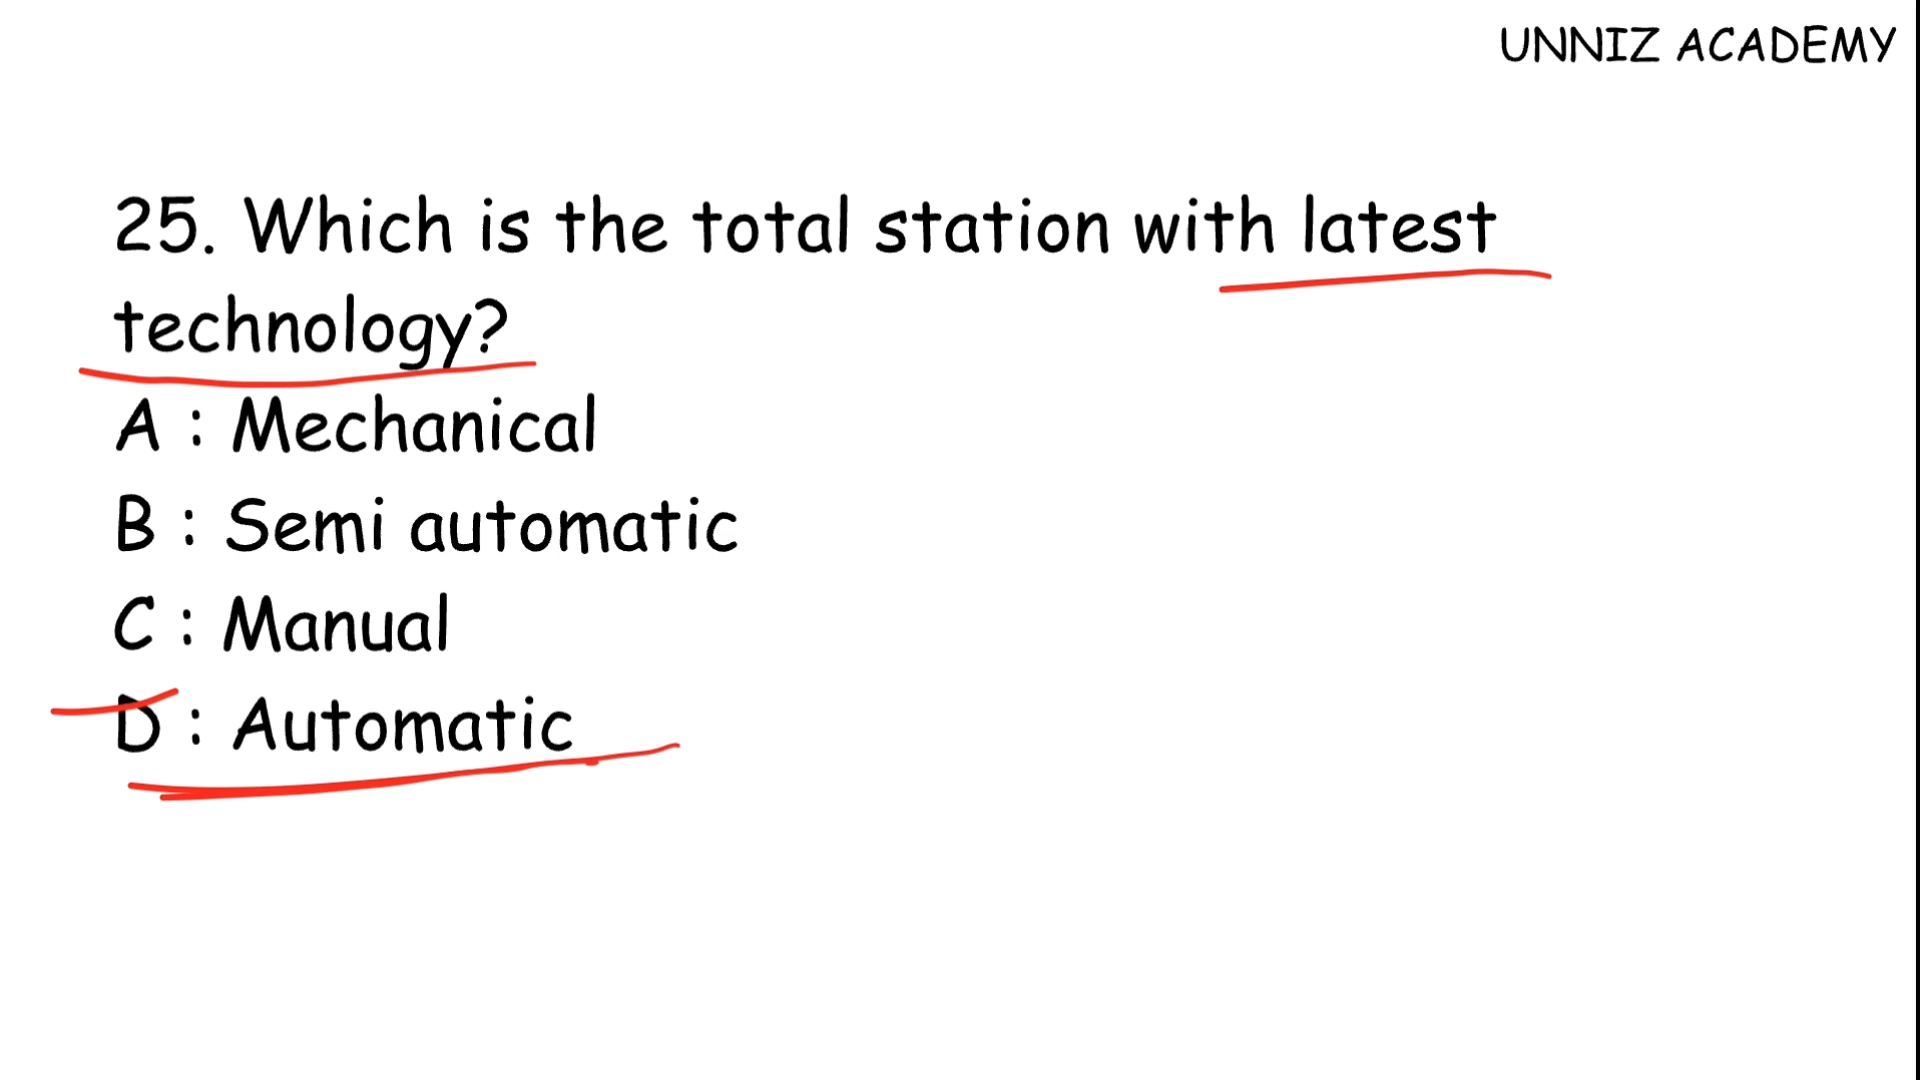 UNNIZ ACADEMY
25. Which is the total station with latest
technology?
A : Mechanical
B : Semi automatic
C : Manual
D : Automatic